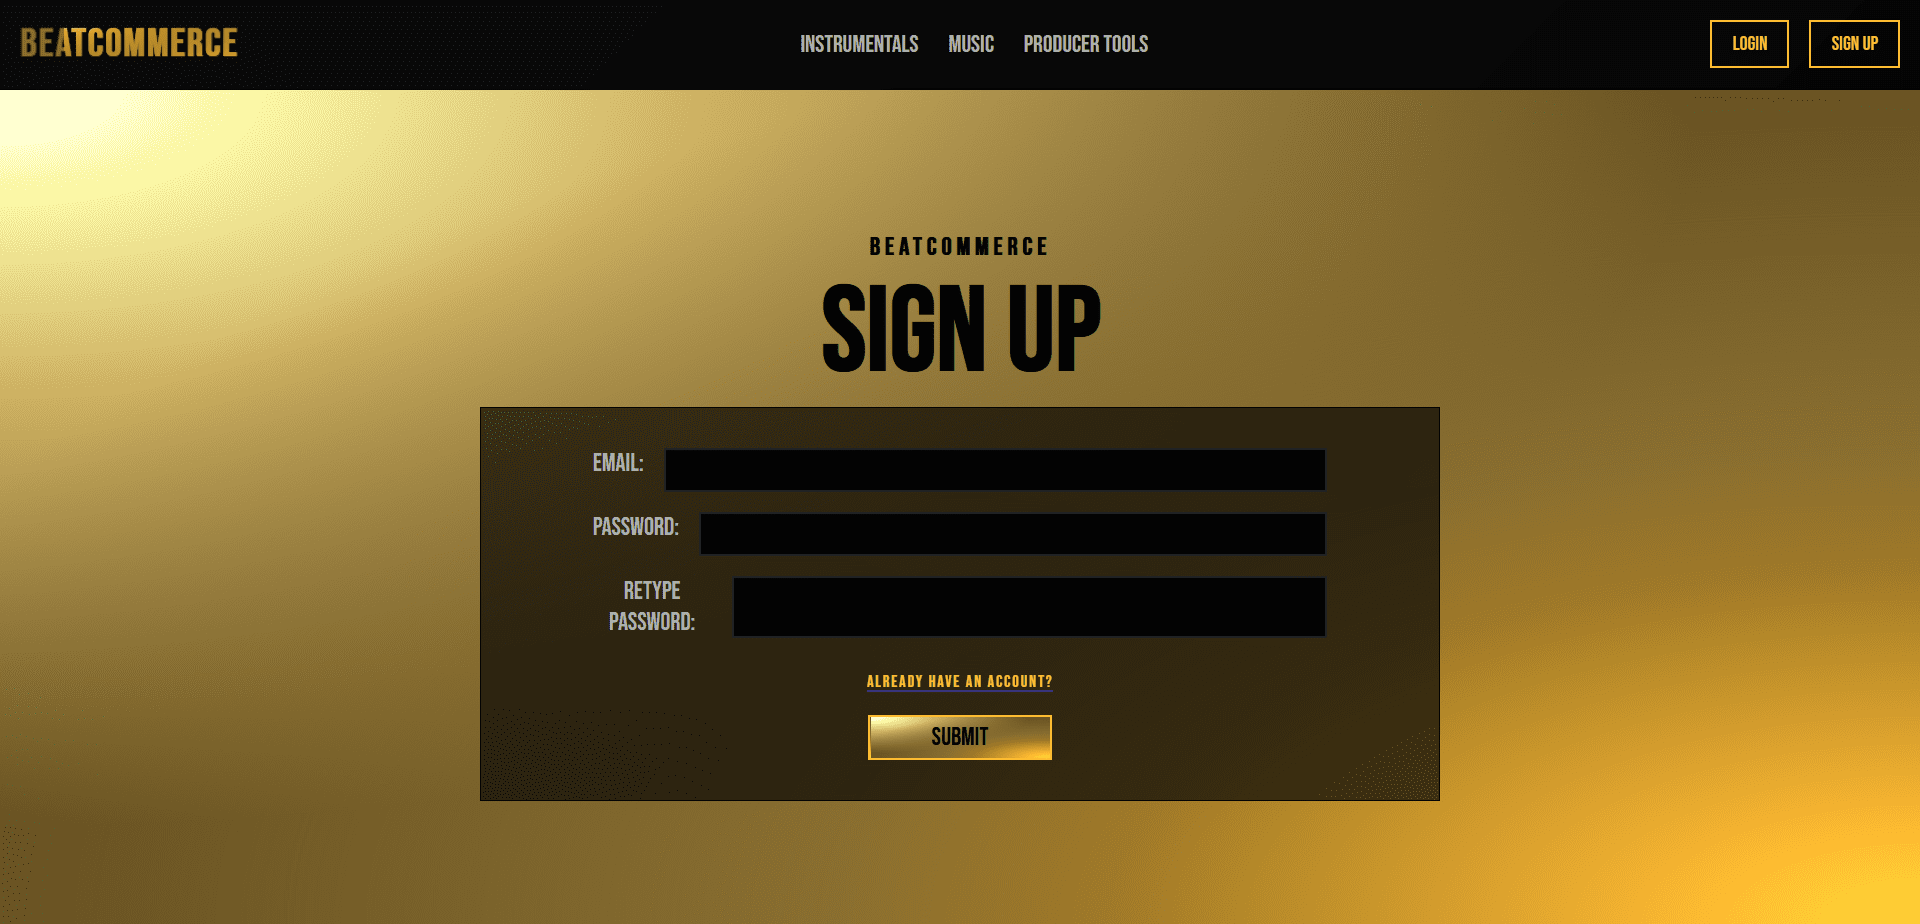 BEATCOMMERCE
INSTRUMENTALS MUSIC PRODUCER TOOLS
LOGIN SIGN UP
BEATCOMMERCE
SIGN UP
EMAIL:
PASSWORD:
RETYPE
PASSWORD:
ALREADY HAVE AN ACCOUNT?
SUBMIT